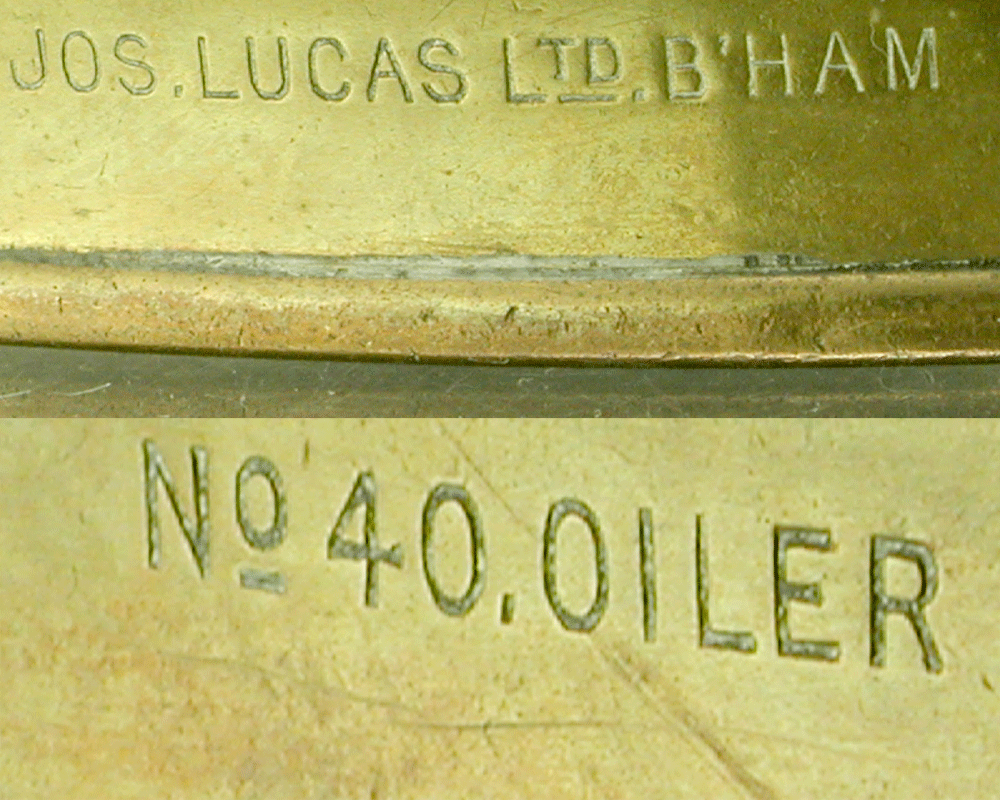 JOS. LUCAS LTD. B'HAM
No 40. OILER